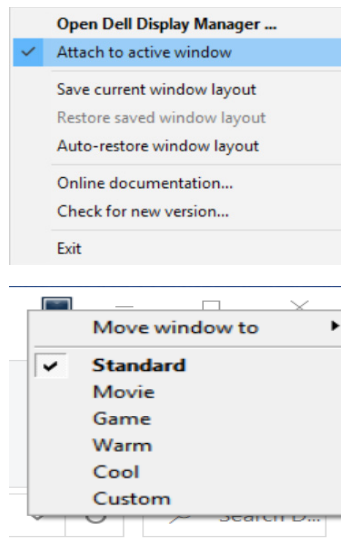 Open Dell Display Manager ...
Attach to active window
Save current window layout
Restore saved window layout
Auto-restore window layout
Online documentation...
Check for new version...
Exit
Move window to
Standard
Movie
Game
Warm
Cool
Custom
Search D...